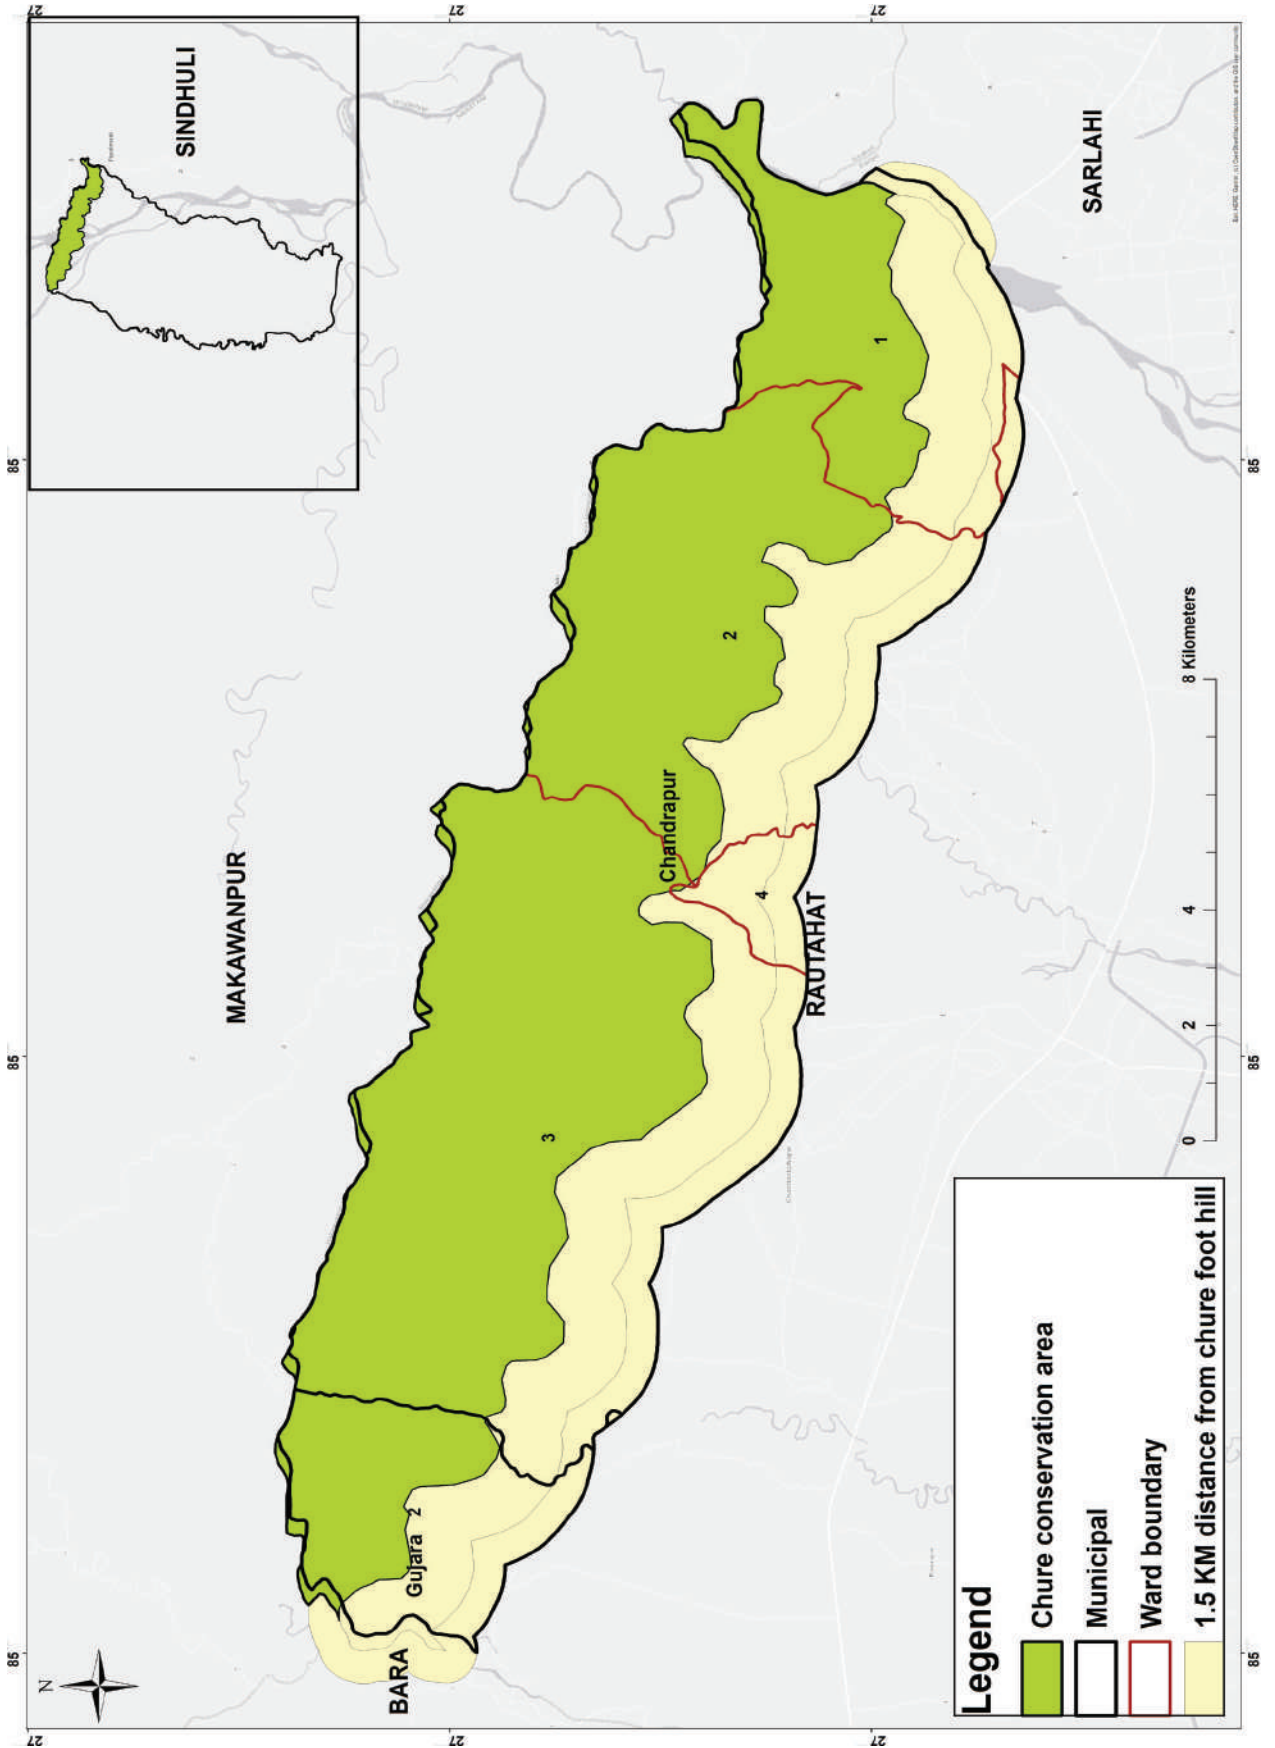 N
27
27
27
27
27
27
85
85
85
85
85
85
SINDHULI
MAKAWANPUR
SARLAHI
BARA
RAUTAHAT
Gujara
2
3
Chandrapur
4
2
1
Legend
Chure conservation area
Municipal
Ward boundary
1.5 KM distance from chure foot hill
0 2 4 8 Kilometers